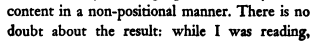 content in a non-positional manner. There is no
doubt about the result: while I was reading,